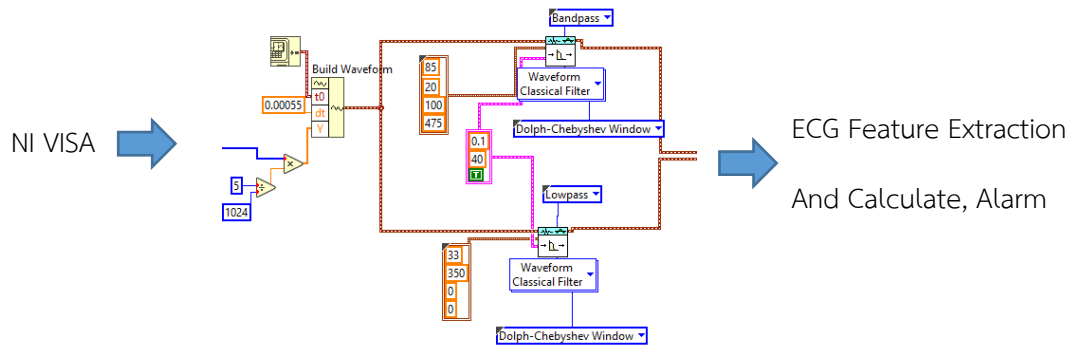 NI VISA
Build Waveform
t0
dt
Y
0.00055
5
1024
Bandpass
85
20
100
475
Waveform
Classical Filter
Dolph-Chebyshev Window
0.1
40
T
Lowpass
33
350
0
0
Waveform
Classical Filter
Dolph-Chebyshev Window
ECG Feature Extraction
And Calculate, Alarm